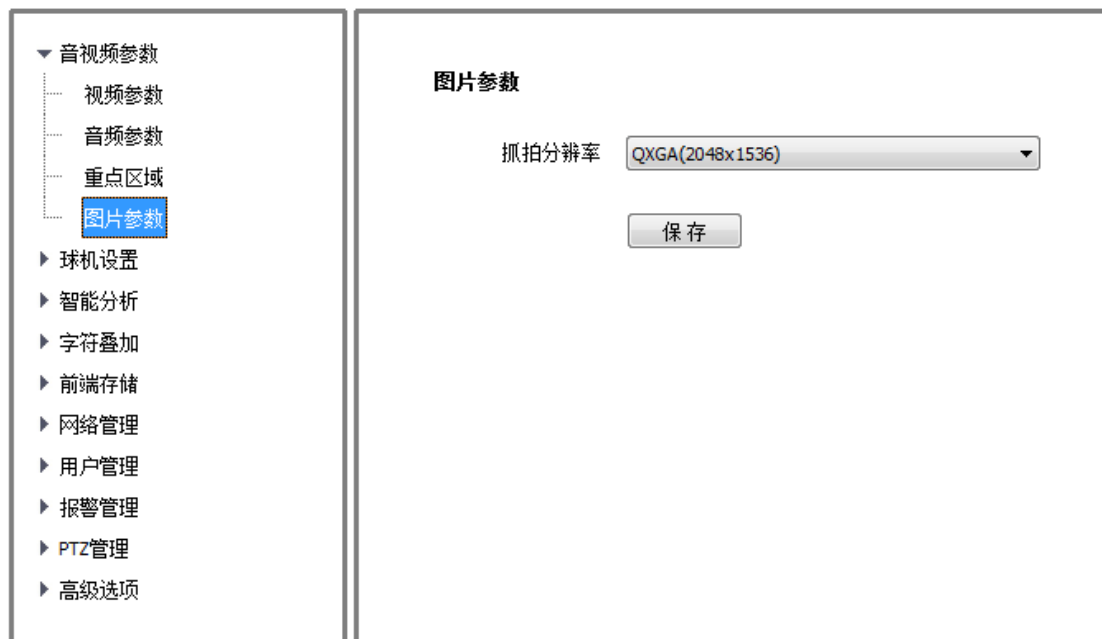 音视频参数
视频参数
音频参数
重点区域
图片参数
球机设置
智能分析
字符叠加
前端存储
网络管理
用户管理
报警管理
PTZ管理
高级选项
图片参数
抓拍分辨率 QXGA(2048x1536)
保存